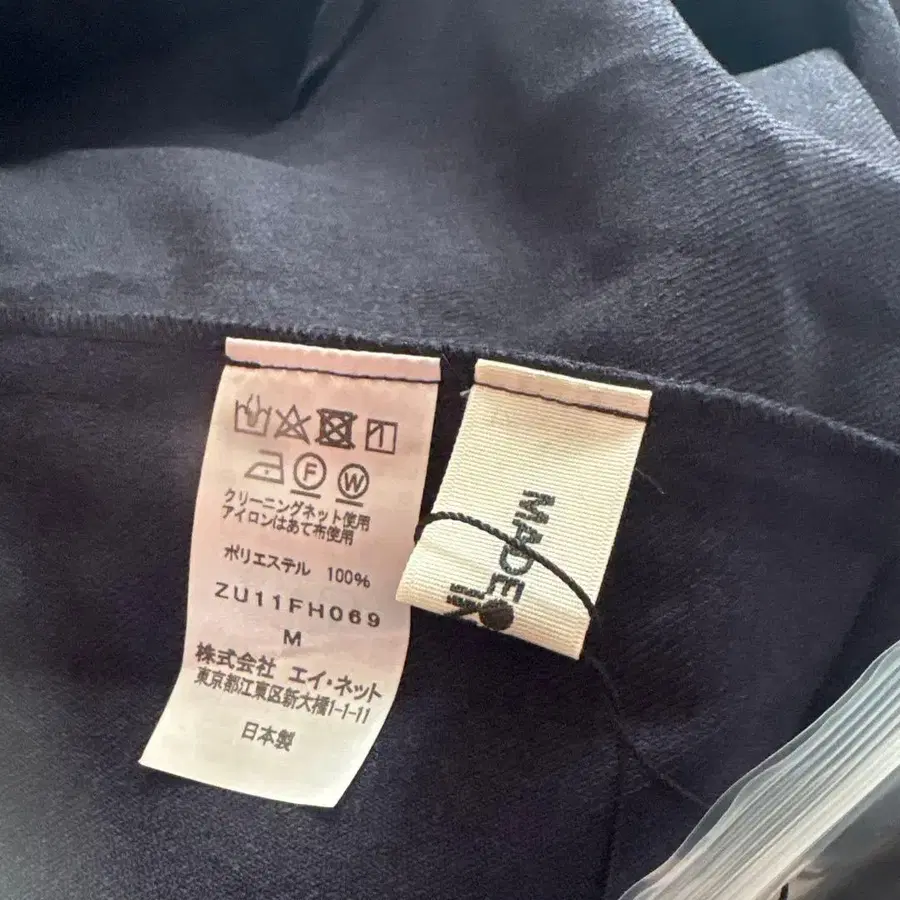 F W
クリーニングネット使用
アイロンはあて布使用
ポリエステル 100%
ZU11FH069
M
株式会社 エイ・ネット
東京都江東区新大橋1-1-11
日本製
MADE